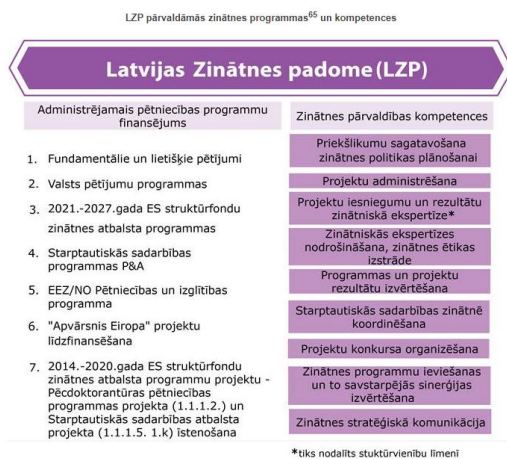 LZP pārvaldāmās zinātnes programmas⁶⁵ un kompetences
Latvijas Zinātnes padome (LZP)
Administrējamais pētniecības programmu
finansējums
1. Fundamentālie un lietišķie pētījumi
2. Valsts pētījumu programmas
3. 2021.-2027.gada ES struktūrfondu
zinātnes atbalsta programmas
4. Starptautiskās sadarbības
programmas P&A
5. EEZ/NO Pētniecības un izglītības
programma
6. "Apvārsnis Eiropa" projektu
līdzfinansēšana
7. 2014.-2020.gada ES struktūrfondu
zinātnes atbalsta programmu projektu -
Pēcdoktorantūras pētniecības
programmas projekta (1.1.1.2.) un
Starptautiskās sadarbības atbalsta
projekta (1.1.1.5. 1.k) īstenošana
Zinātnes pārvaldības kompetences
Priekšlikumu sagatavošana
zinātnes politikas plānošanai
Projektu administrēšana
Projektu iesniegumu un rezultātu
zinātniskā ekspertīze*
Zinātniskās ekspertīzes
nodrošināšana, zinātnes ētikas
izstrāde
Programmas un projektu
rezultātu izvērtēšana
Starptautiskās sadarbības zinātnē
koordinēšana
Projektu konkursa organizēšana
Zinātnes programmu ieviešanas
un to savstarpējās sinerģijas
izvērtēšana
Zinātnes stratēģiskā komunikācija
*tiks nodalīts stuktūrvienību līmenī